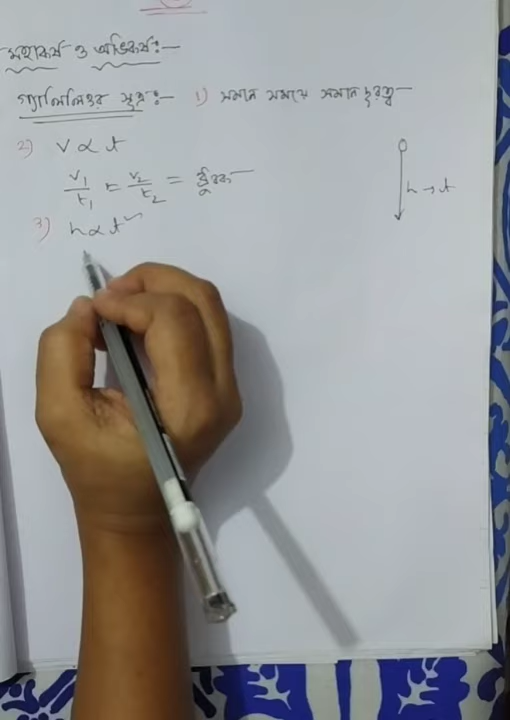 মহাকর্ষ ও অভিকর্ষঃ-
গ্যালিলিওর সূত্রঃ- 1) সমান সময়ে সমান দূরত্ব
2) v ∝ t
v₁/t₁ = v₂/t₂ = ধ্রুবক
h → t
3) h ∝ t²